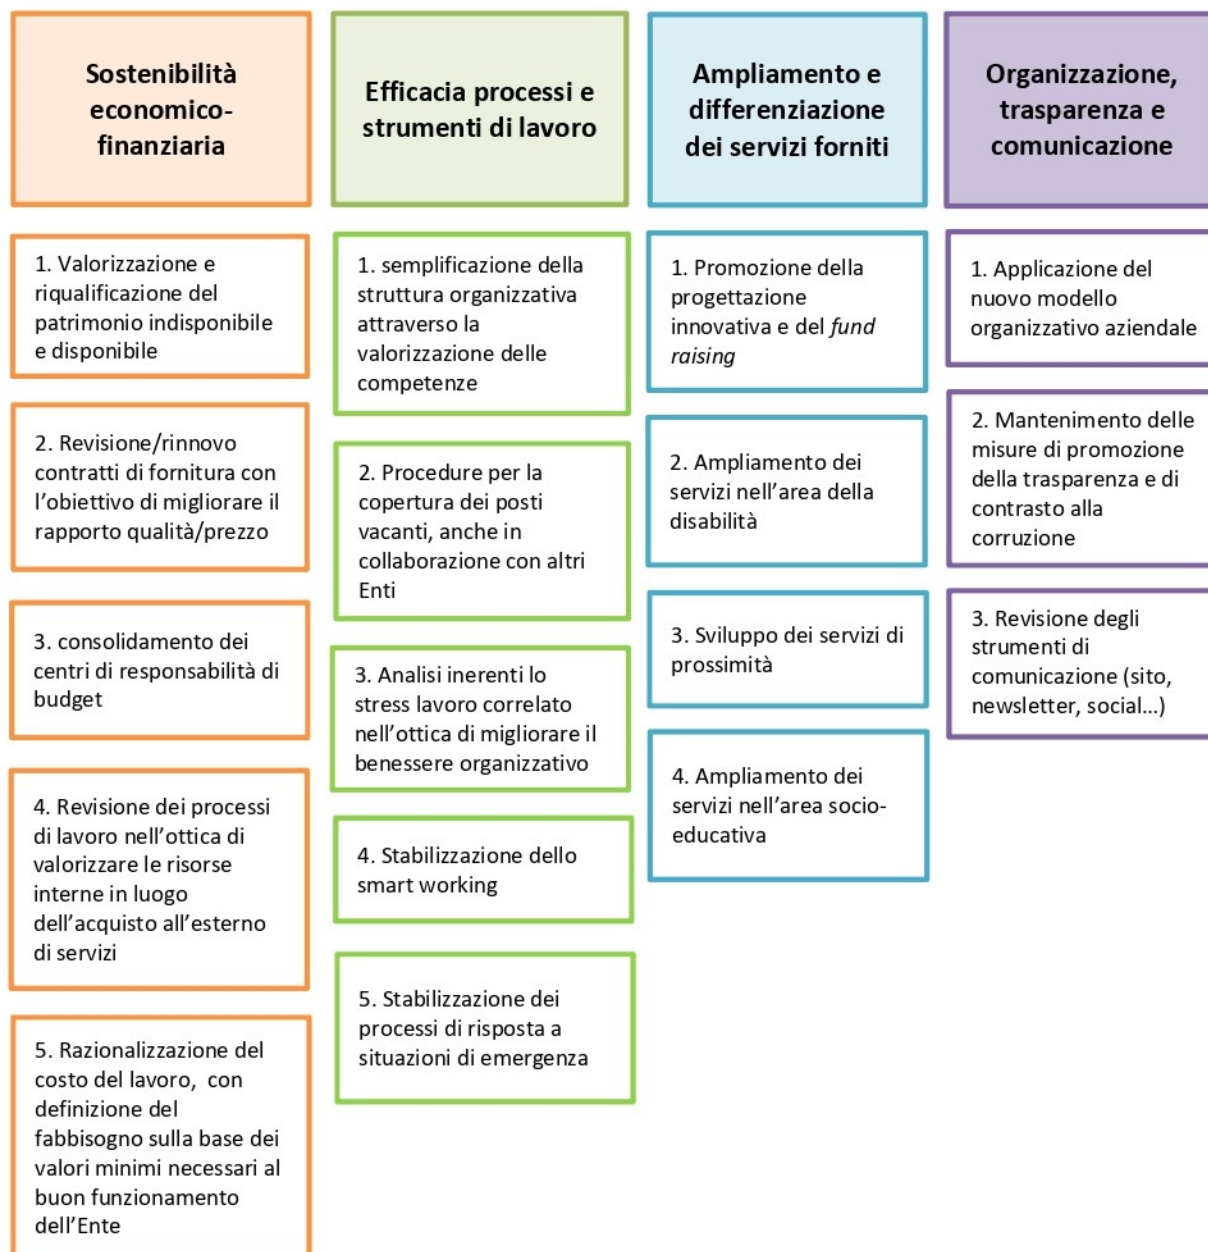 Sostenibilità
economico-
finanziaria
1. Valorizzazione e
riqualificazione del
patrimonio indisponibile
e disponibile
2. Revisione/rinnovo
contratti di fornitura con
l’obiettivo di migliorare il
rapporto qualità/prezzo
3. consolidamento dei
centri di responsabilità di
budget
4. Revisione dei processi
di lavoro nell’ottica di
valorizzare le risorse
interne in luogo
dell’acquisto all’esterno
di servizi
5. Razionalizzazione del
costo del lavoro,  con
definizione del
fabbisogno sulla base dei
valori minimi necessari al
buon funzionamento
dell’Ente
Efficacia processi e
strumenti di lavoro
1. semplificazione della
struttura organizzativa
attraverso la
valorizzazione delle
competenze
2. Procedure per la
copertura dei posti
vacanti, anche in
collaborazione con altri
Enti
3. Analisi inerenti lo
stress lavoro correlato
nell’ottica di migliorare il
benessere organizzativo
4. Stabilizzazione dello
smart working
5. Stabilizzazione dei
processi di risposta a
situazioni di emergenza
Ampliamento e
differenziazione
dei servizi forniti
1. Promozione della
progettazione
innovativa e del fund
raising
2. Ampliamento dei
servizi nell’area della
disabilità
3. Sviluppo dei servizi di
prossimità
4. Ampliamento dei
servizi nell’area socio-
educativa
Organizzazione,
trasparenza e
comunicazione
1. Applicazione del
nuovo modello
organizzativo aziendale
2. Mantenimento delle
misure di promozione
della trasparenza e di
contrasto alla
corruzione
3. Revisione degli
strumenti di
comunicazione (sito,
newsletter, social…)